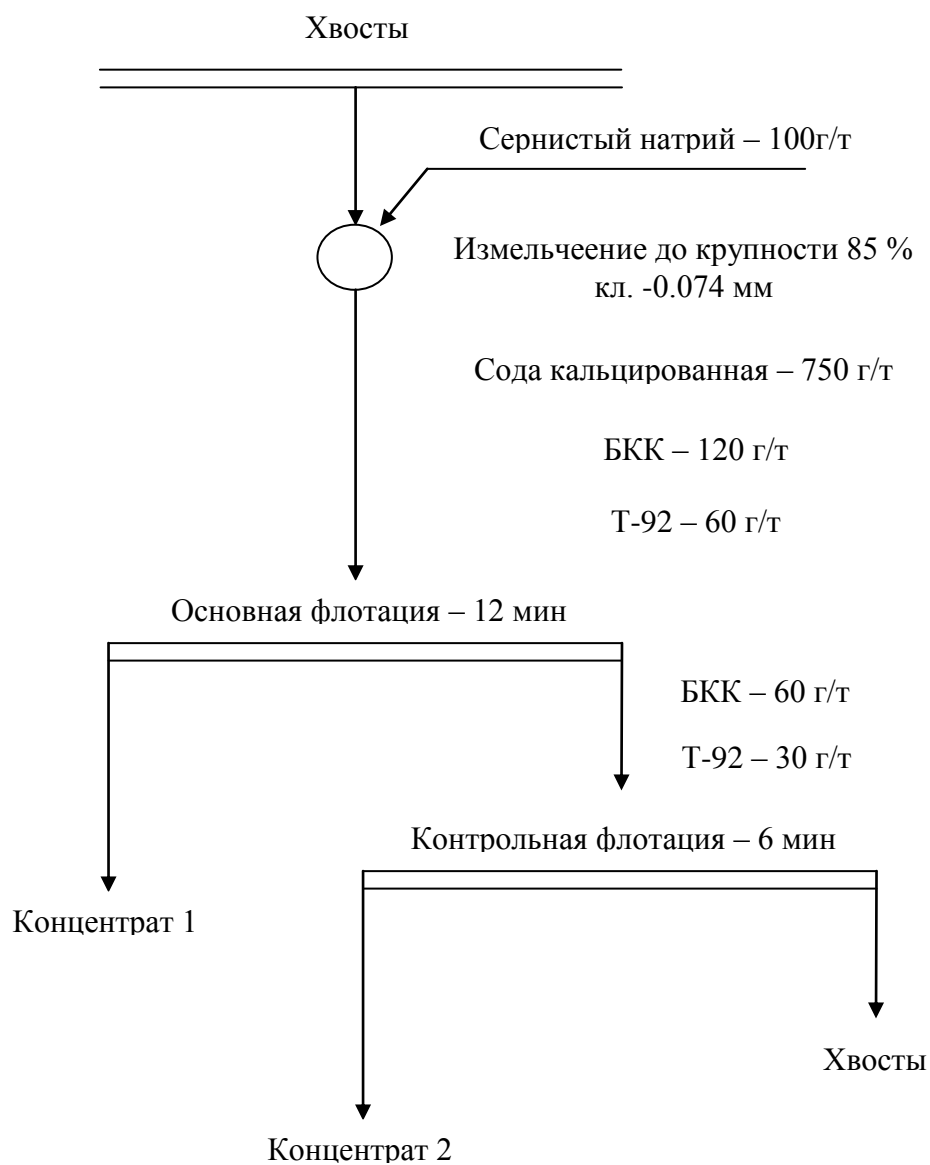 Хвосты
Сернистый натрий – 100г/т
Измельчеение до крупности 85 %
кл. -0.074 мм
Сода кальцированная – 750 г/т
БКК – 120 г/т
Т-92 – 60 г/т
Основная флотация – 12 мин
БКК – 60 г/т
Т-92 – 30 г/т
Контрольная флотация – 6 мин
Концентрат 1
Хвосты
Концентрат 2